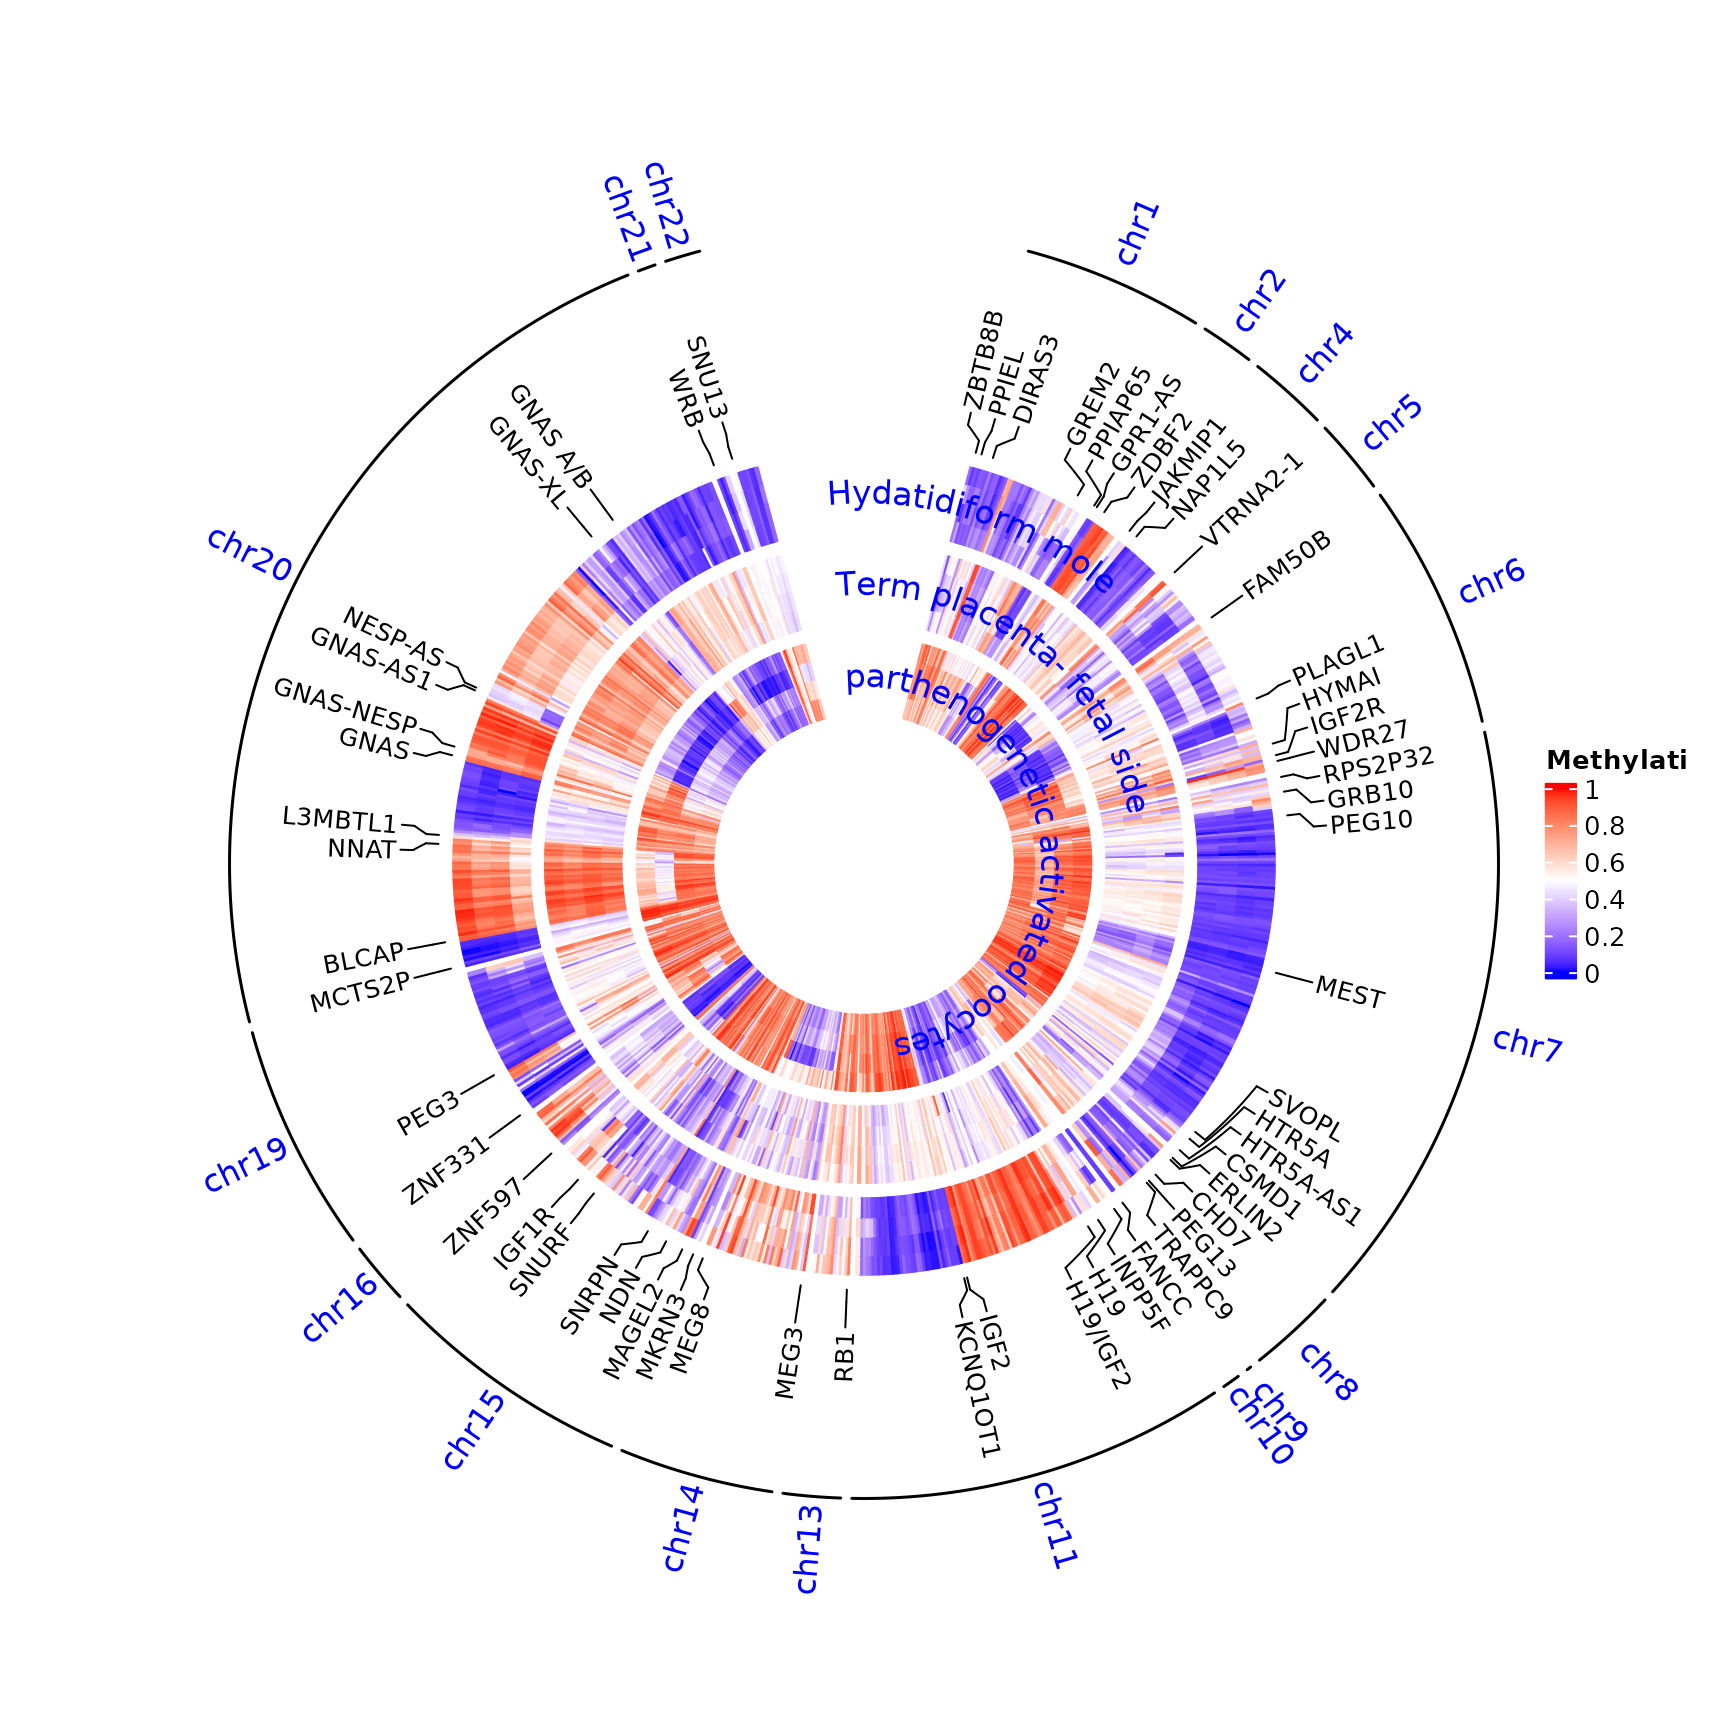 chr1
chr2
chr4
chr5
chr6
chr7
chr8
chr9
chr10
chr11
chr13
chr14
chr15
chr16
chr19
chr20
chr21
chr22
ZBTB8B
PPIEL
DIRAS3
GREM2
PPIAP65
GPR1-AS
ZDBF2
JAKMIP1
NAP1L5
VTRNA2-1
FAM50B
PLAGL1
HYMAI
IGF2R
WDR27
RPS2P32
GRB10
PEG10
MEST
SVOPL
HTR5A
HTR5A-AS1
CSMD1
ERLIN2
CHD7
PEG13
TRAPPC9
FANCC
INPP5F
H19
H19/IGF2
IGF2
KCNQ1OT1
RB1
MEG3
MEG8
MKRN3
MAGEL2
NDN
SNRPN
SNURF
IGF1R
ZNF597
ZNF331
PEG3
MCTS2P
BLCAP
NNAT
L3MBTL1
GNAS
GNAS-NESP
GNAS-AS1
NESP-AS
GNAS-XL
GNAS A/B
WRB
SNU13
Hydatidiform mole
Term placenta- fetal side
parthenogenetic activated oocytes
Methylati
1
0.8
0.6
0.4
0.2
0